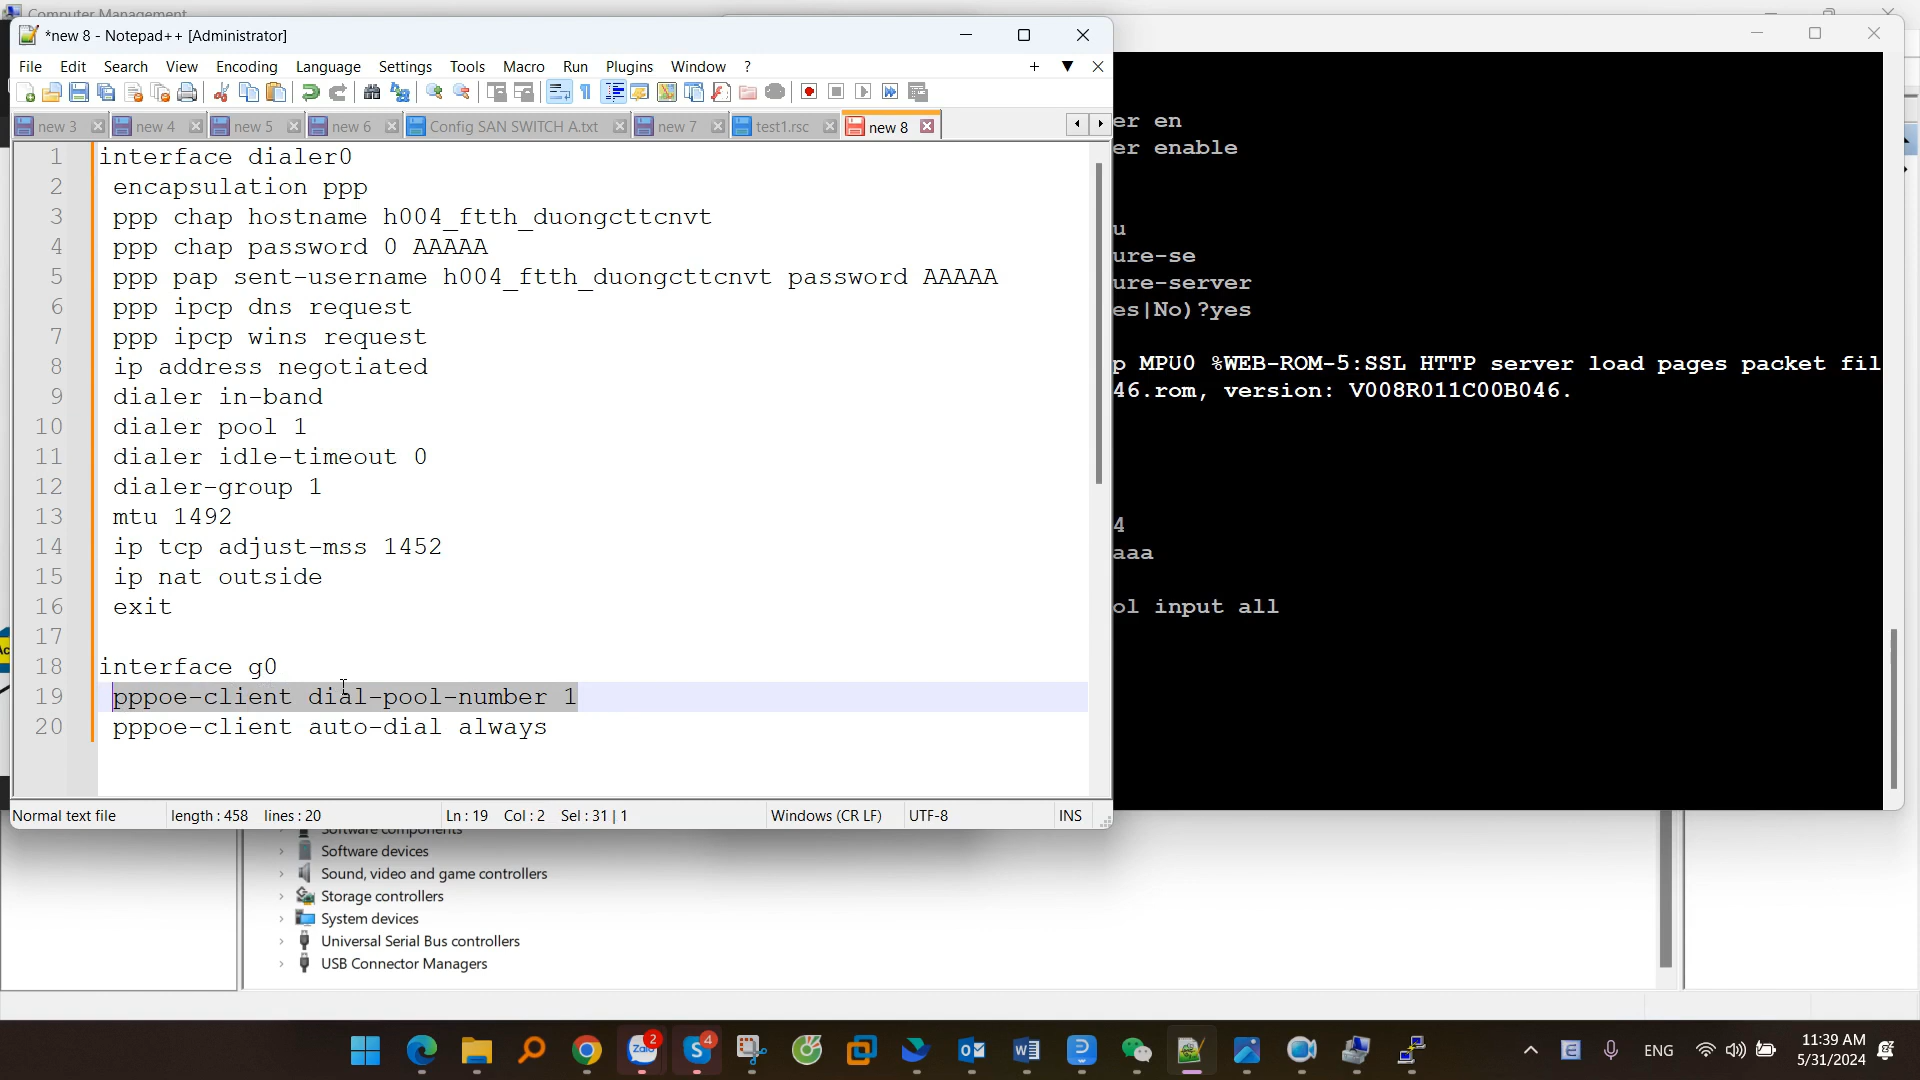 Computer Management
*new 8 - Notepad++ [Administrator]
File Edit Search View Encoding Language Settings Tools Macro Run Plugins Window ?
new 3 new 4 new 5 new 6 Config SAN SWITCH A.txt new 7 test1.rsc new 8
1 interface dialer0
2 encapsulation ppp
3 ppp chap hostname h004_ftth_duongcttcnvt
4 ppp chap password 0 AAAAA
5 ppp pap sent-username h004_ftth_duongcttcnvt password AAAAA
6 ppp ipcp dns request
7 ppp ipcp wins request
8 ip address negotiated
9 dialer in-band
10 dialer pool 1
11 dialer idle-timeout 0
12 dialer-group 1
13 mtu 1492
14 ip tcp adjust-mss 1452
15 ip nat outside
16 exit
17
18 interface g0
19 pppoe-client dial-pool-number 1
20 pppoe-client auto-dial always
Normal text file length : 458 lines : 20 Ln : 19 Col : 2 Sel : 31 | 1 Windows (CR LF) UTF-8 INS
er en
er enable
u
ure-se
ure-server
es|No)?yes
p MPU0 %WEB-ROM-5:SSL HTTP server load pages packet fil
46.rom, version: V008R011C00B046.
4
aaa
ol input all
Software components
Software devices
Sound, video and game controllers
Storage controllers
System devices
Universal Serial Bus controllers
USB Connector Managers
Zalo 2 4
ENG
11:39 AM
5/31/2024